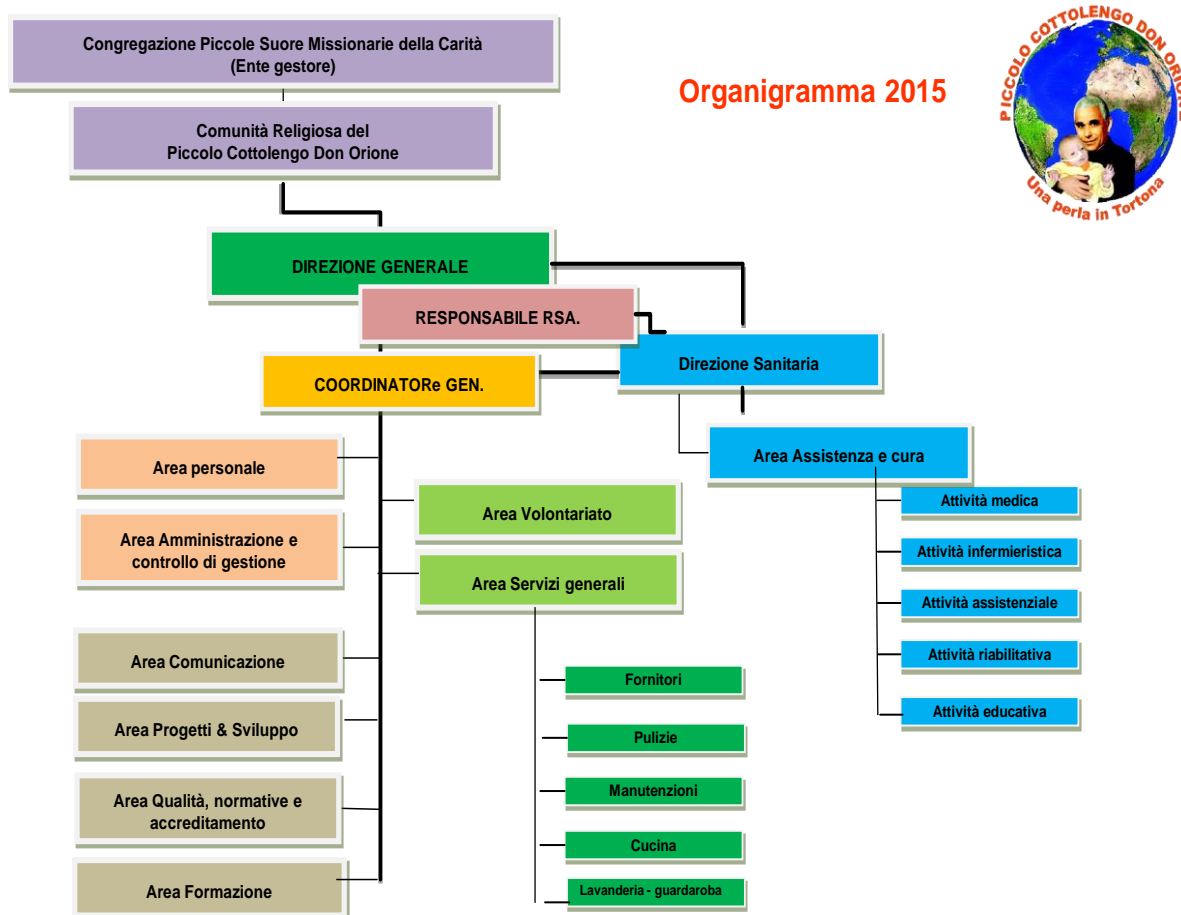 Congregazione Piccole Suore Missionarie della Carità
(Ente gestore)
Organigramma 2015
PICCOLO COTTOLENGO DON ORIONE
Una perla in Tortona
Comunità Religiosa del
Piccolo Cottolengo Don Orione
DIREZIONE GENERALE
RESPONSABILE RSA.
COORDINATORe GEN.
Direzione Sanitaria
Area personale
Area Amministrazione e
controllo di gestione
Area Comunicazione
Area Progetti & Sviluppo
Area Qualità, normative e
accreditamento
Area Formazione
Area Volontariato
Area Servizi generali
Fornitori
Pulizie
Manutenzioni
Cucina
Lavanderia - guardaroba
Area Assistenza e cura
Attività medica
Attività infermieristica
Attività assistenziale
Attività riabilitativa
Attività educativa